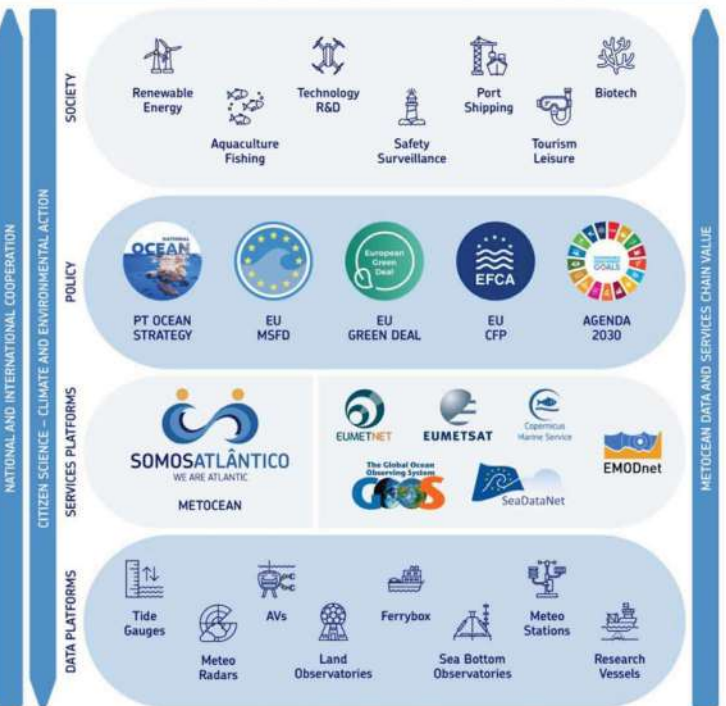 NATIONAL AND INTERNATIONAL COOPERATION
CITIZEN SCIENCE – CLIMATE AND ENVIRONMENTAL ACTION
METOCEAN DATA AND SERVICES CHAIN VALUE
SOCIETY
Renewable
Energy
Aquaculture
Fishing
Technology
R&D
Safety
Surveillance
Port
Shipping
Tourism
Leisure
Biotech
POLICY
NATIONAL
OCEAN
PT OCEAN
STRATEGY
EU
MSFD
European
Green
Deal
EU
GREEN DEAL
EFCA
EU
CFP
GOALS
AGENDA
2030
SERVICES PLATFORMS
SOMOSATLÂNTICO
WE ARE ATLANTIC
METOCEAN
EUMETNET
EUMETSAT
Copernicus
Marine Service
The Global Ocean
Observing System
GOOS
SeaDataNet
EMODnet
DATA PLATFORMS
Tide
Gauges
Meteo
Radars
AVs
Land
Observatories
Ferrybox
Sea Bottom
Observatories
Meteo
Stations
Research
Vessels